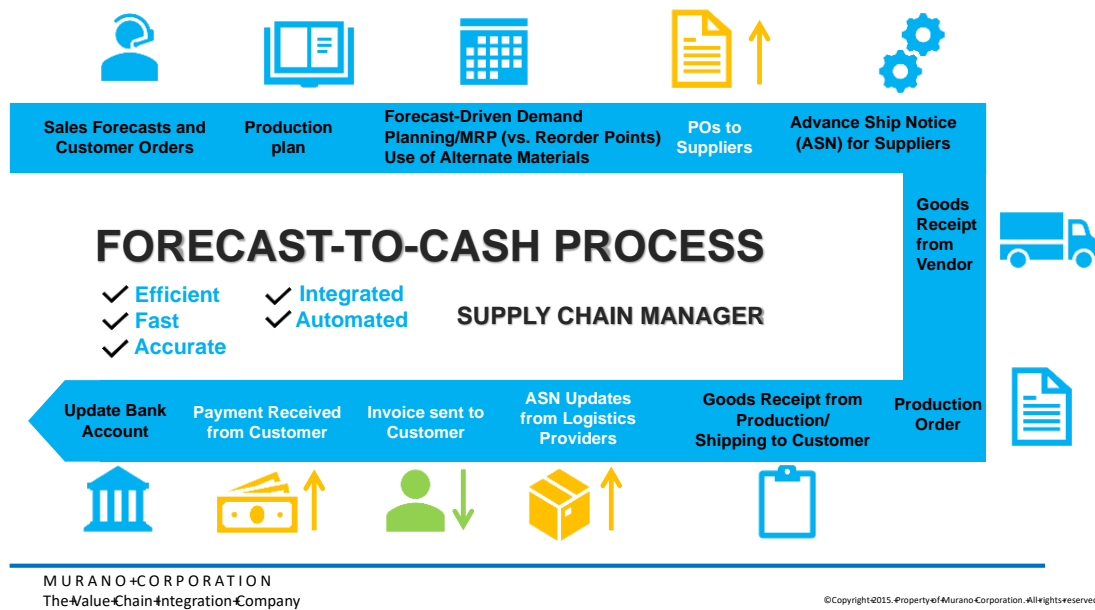 Sales Forecasts and
Customer Orders
Production
plan
Forecast-Driven Demand
Planning/MRP (vs. Reorder Points)
Use of Alternate Materials
POs to
Suppliers
Advance Ship Notice
(ASN) for Suppliers
Goods
Receipt
from
Vendor
FORECAST-TO-CASH PROCESS
Efficient
Fast
Accurate
Integrated
Automated
SUPPLY CHAIN MANAGER
Update Bank
Account
Payment Received
from Customer
Invoice sent to
Customer
ASN Updates
from Logistics
Providers
Goods Receipt from
Production/
Shipping to Customer
Production
Order
MURANO+CORPORATION
The+Value+Chain+Integration+Company
©Copyright+2015.+Property+of+Murano+Corporation.+All+rights+reserved